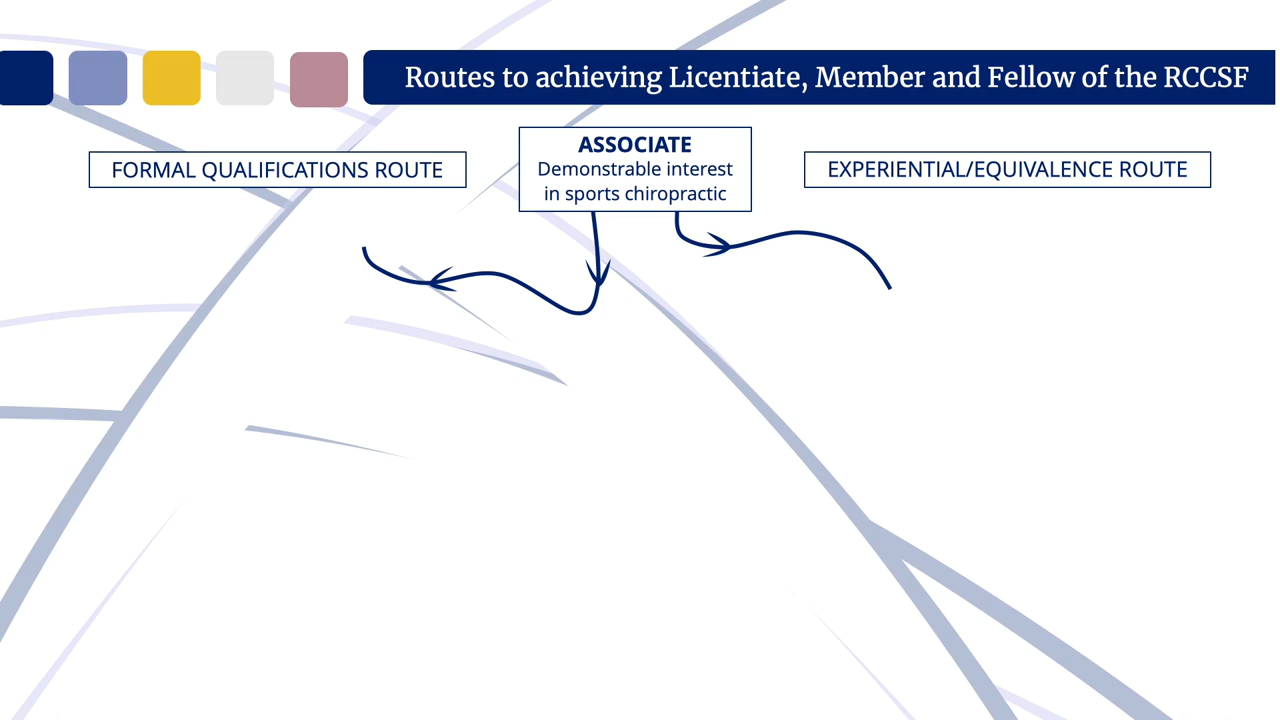 Routes to achieving Licentiate, Member and Fellow of the RCCSF
FORMAL QUALIFICATIONS ROUTE
ASSOCIATE
Demonstrable interest
in sports chiropractic
EXPERIENTIAL/EQUIVALENCE ROUTE